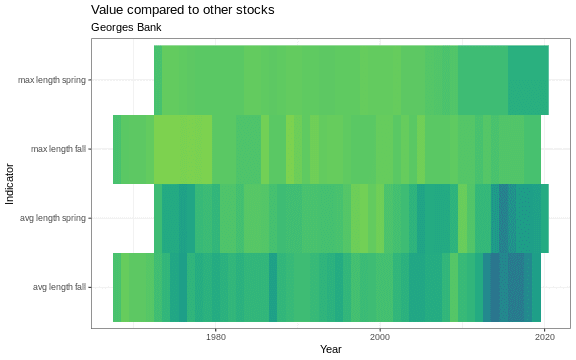 Value compared to other stocks
Georges Bank
Indicator
max length spring
max length fall
avg length spring
avg length fall
1980
2000
2020
Year